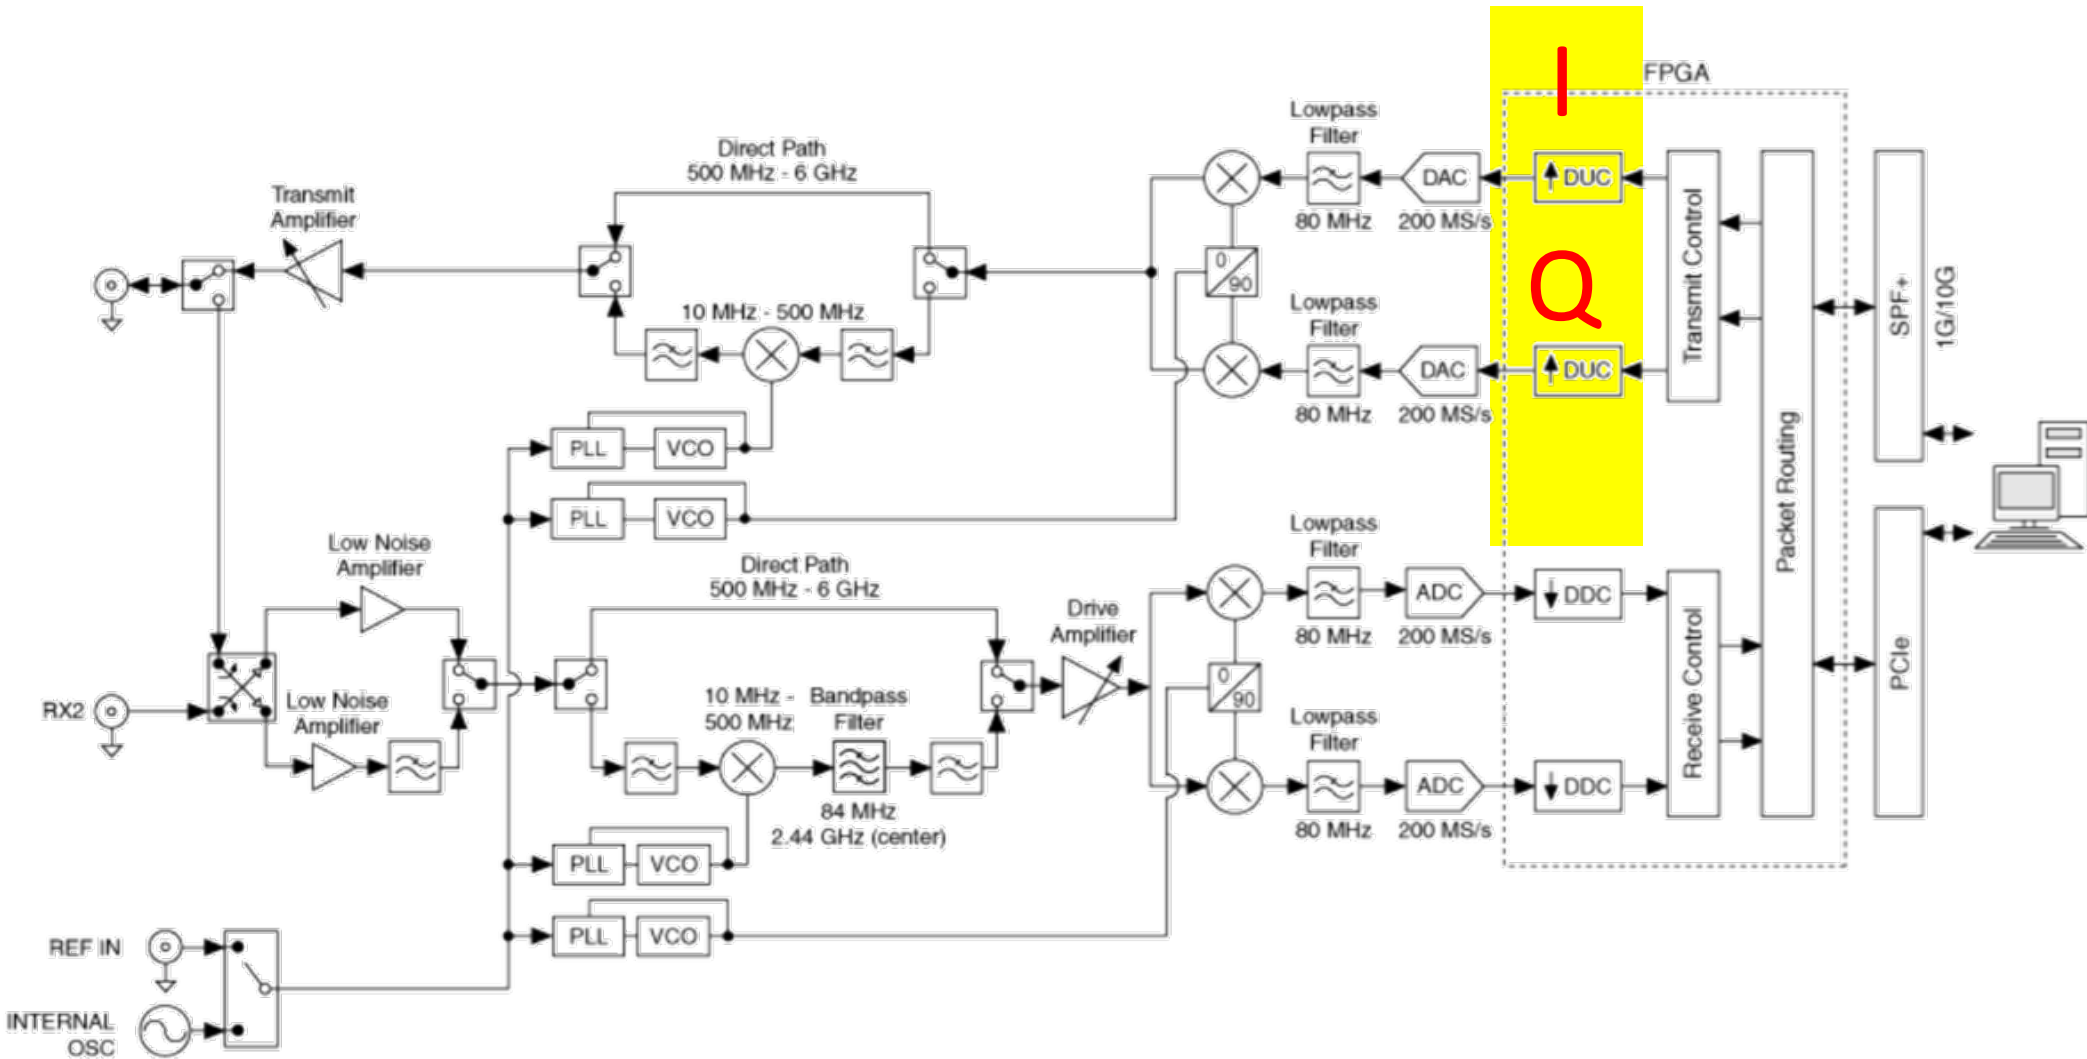 I
FPGA
Lowpass
Filter
Direct Path
500 MHz - 6 GHz
DAC
DUC
Transmit
Amplifier
80 MHz
200 MS/s
Transmit Control
Q
0
90
SPF+
1G/10G
10 MHz - 500 MHz
Lowpass
Filter
DAC
DUC
80 MHz
200 MS/s
PLL
VCO
Packet Routing
PLL
VCO
Lowpass
Filter
Low Noise
Amplifier
Direct Path
500 MHz - 6 GHz
ADC
DDC
Drive
Amplifier
80 MHz
200 MS/s
Receive Control
PCIe
0
90
RX2
Low Noise
Amplifier
10 MHz -
500 MHz
Bandpass
Filter
Lowpass
Filter
ADC
DDC
84 MHz
2.44 GHz (center)
80 MHz
200 MS/s
PLL
VCO
PLL
VCO
REF IN
INTERNAL
OSC